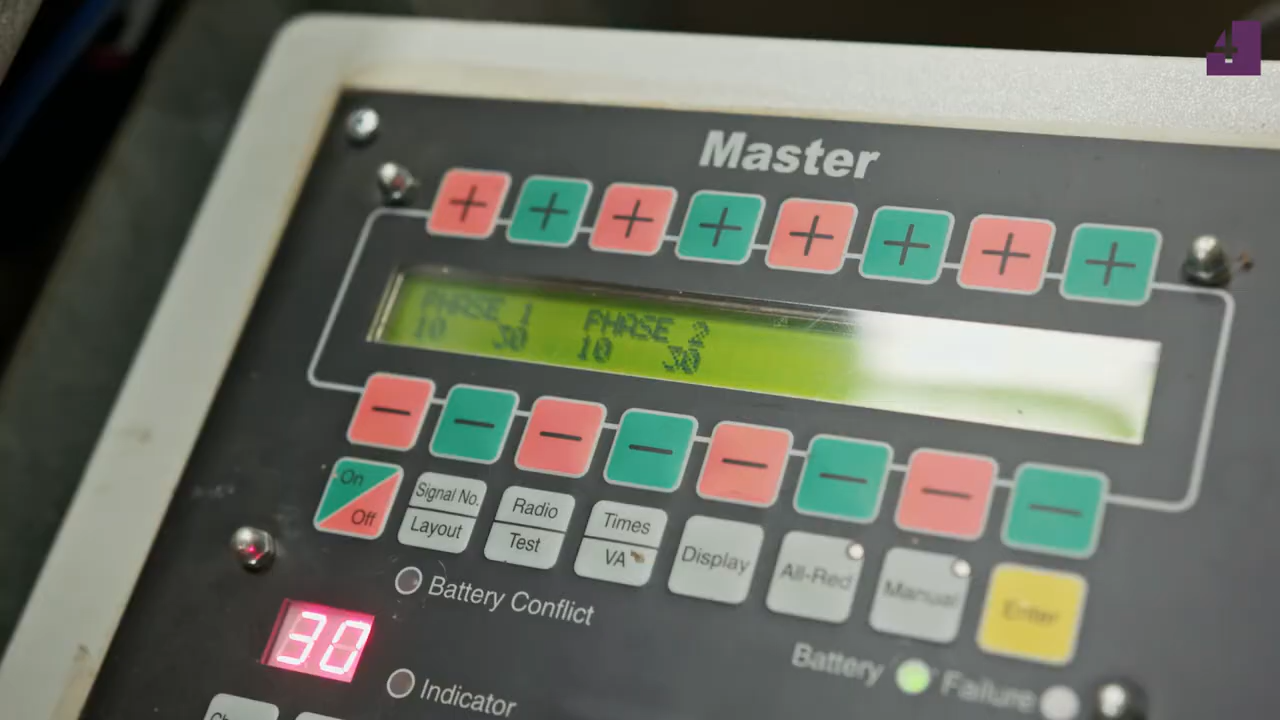 4
Master
+ + + + + + + +
PHASE 1 PHASE 2
10 30 10 30
− − − − − − − −
On
Off
Signal No.
Layout
Radio
Test
Times
VA
Display
All-Red
Manual
Enter
Battery Conflict
Battery Failure
30
Indicator